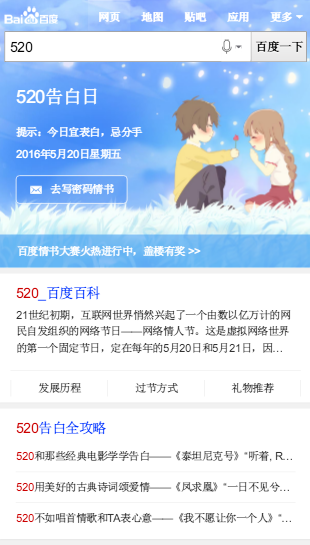 Bai百度 网页 地图 贴吧 应用 更多
520 百度一下
520告白日
提示：今日宜表白，忌分手
2016年5月20日星期五
去写密码情书
百度情书大赛火热进行中，盖楼有奖 >>
520_百度百科
21世纪初期，互联网世界悄然兴起了一个由数以亿万计的网
民自发组织的网络节日——网络情人节。这是虚拟网络世界
的第一个固定节日，定在每年的5月20日和5月21日，因...
发展历程 过节方式 礼物推荐
520告白全攻略
520和那些经典电影学学告白——《泰坦尼克号》“听着, R...
520用美好的古典诗词颂爱情——《凤求凰》“一日不见兮...
520不如唱首情歌和TA表心意——《我不愿让你一个人》“...